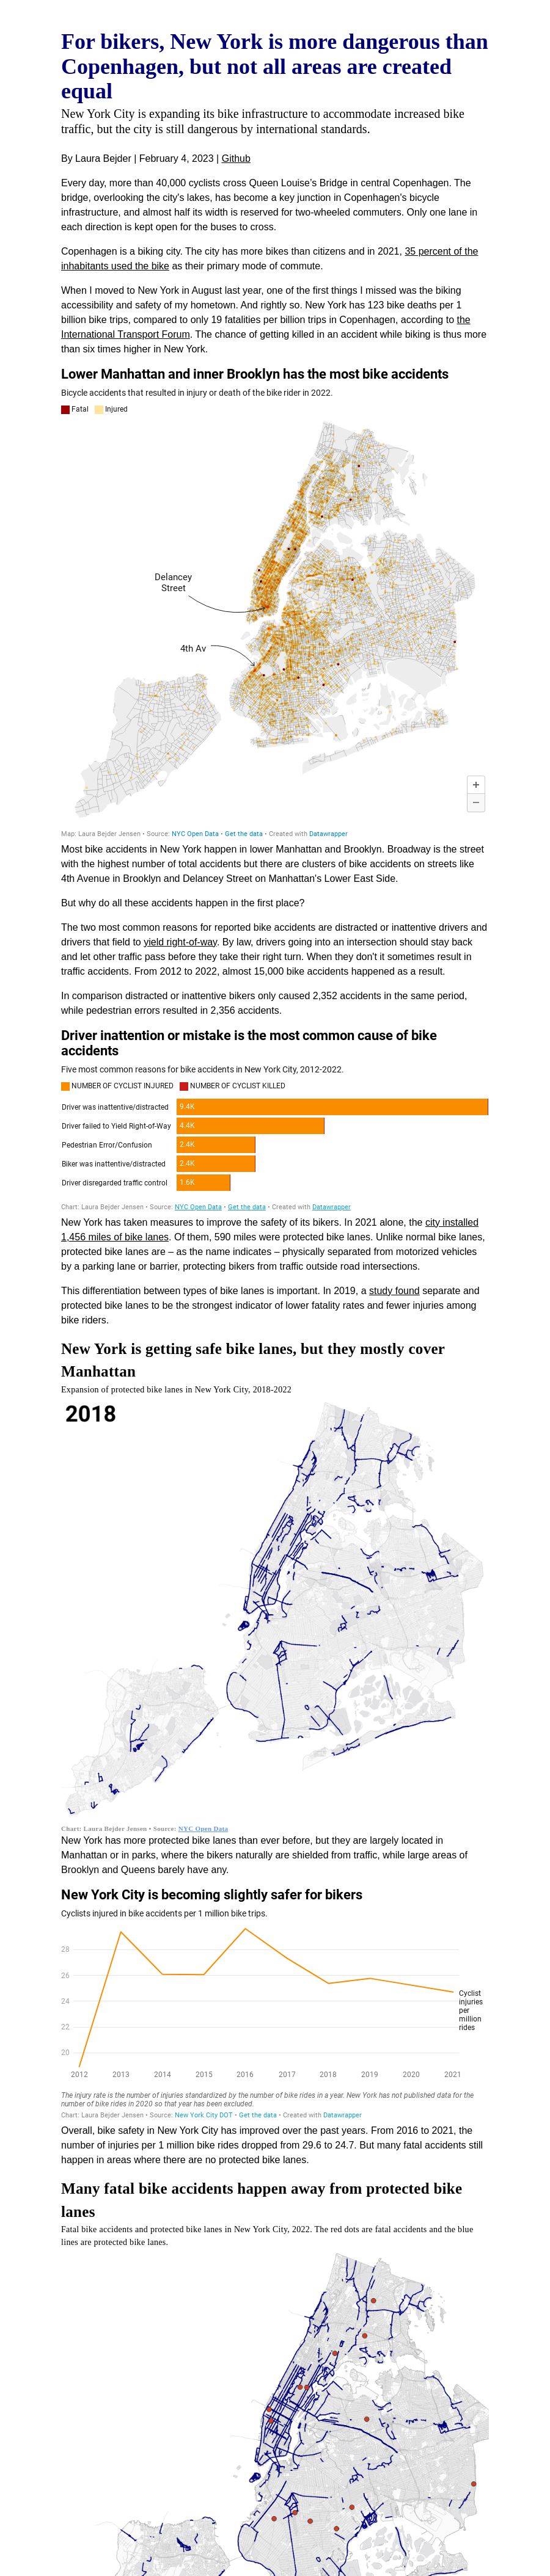 For bikers, New York is more dangerous than
Copenhagen, but not all areas are created
equal
New York City is expanding its bike infrastructure to accommodate increased bike
traffic, but the city is still dangerous by international standards.
By Laura Bejder | February 4, 2023 | Github
Every day, more than 40,000 cyclists cross Queen Louise's Bridge in central Copenhagen. The
bridge, overlooking the city's lakes, has become a key junction in Copenhagen's bicycle
infrastructure, and almost half its width is reserved for two-wheeled commuters. Only one lane in
each direction is kept open for the buses to cross.
Copenhagen is a biking city. The city has more bikes than citizens and in 2021, 35 percent of the
inhabitants used the bike as their primary mode of commute.
When I moved to New York in August last year, one of the first things I missed was the biking
accessibility and safety of my hometown. And rightly so. New York has 123 bike deaths per 1
billion bike trips, compared to only 19 fatalities per billion trips in Copenhagen, according to the
International Transport Forum. The chance of getting killed in an accident while biking is thus more
than six times higher in New York.
Lower Manhattan and inner Brooklyn has the most bike accidents
Bicycle accidents that resulted in injury or death of the bike rider in 2022.
Fatal Injured
Delancey
Street
4th Av
+
−
Map: Laura Bejder Jensen • Source: NYC Open Data • Get the data • Created with Datawrapper
Most bike accidents in New York happen in lower Manhattan and Brooklyn. Broadway is the street
with the highest number of total accidents but there are clusters of bike accidents on streets like
4th Avenue in Brooklyn and Delancey Street on Manhattan's Lower East Side.
But why do all these accidents happen in the first place?
The two most common reasons for reported bike accidents are distracted or inattentive drivers and
drivers that field to yield right-of-way. By law, drivers going into an intersection should stay back
and let other traffic pass before they take their right turn. When they don't it sometimes result in
traffic accidents. From 2012 to 2022, almost 15,000 bike accidents happened as a result.
In comparison distracted or inattentive bikers only caused 2,352 accidents in the same period,
while pedestrian errors resulted in 2,356 accidents.
Driver inattention or mistake is the most common cause of bike
accidents
Five most common reasons for bike accidents in New York City, 2012-2022.
NUMBER OF CYCLIST INJURED NUMBER OF CYCLIST KILLED
Driver was inattentive/distracted 9.4K
Driver failed to Yield Right-of-Way 4.4K
Pedestrian Error/Confusion 2.4K
Biker was inattentive/distracted 2.4K
Driver disregarded traffic control 1.6K
Chart: Laura Bejder Jensen • Source: NYC Open Data • Get the data • Created with Datawrapper
New York has taken measures to improve the safety of its bikers. In 2021 alone, the city installed
1,456 miles of bike lanes. Of them, 590 miles were protected bike lanes. Unlike normal bike lanes,
protected bike lanes are – as the name indicates – physically separated from motorized vehicles
by a parking lane or barrier, protecting bikers from traffic outside road intersections.
This differentiation between types of bike lanes is important. In 2019, a study found separate and
protected bike lanes to be the strongest indicator of lower fatality rates and fewer injuries among
bike riders.
New York is getting safe bike lanes, but they mostly cover
Manhattan
Expansion of protected bike lanes in New York City, 2018-2022
2018
Chart: Laura Bejder Jensen • Source: NYC Open Data
New York has more protected bike lanes than ever before, but they are largely located in
Manhattan or in parks, where the bikers naturally are shielded from traffic, while large areas of
Brooklyn and Queens barely have any.
New York City is becoming slightly safer for bikers
Cyclists injured in bike accidents per 1 million bike trips.
28
26
24
22
20
Cyclist
injuries
per
million
rides
2012 2013 2014 2015 2016 2017 2018 2019 2020 2021
The injury rate is the number of injuries standardized by the number of bike rides in a year. New York has not published data for the
number of bike rides in 2020 so that year has been excluded.
Chart: Laura Bejder Jensen • Source: New York City DOT • Get the data • Created with Datawrapper
Overall, bike safety in New York City has improved over the past years. From 2016 to 2021, the
number of injuries per 1 million bike rides dropped from 29.6 to 24.7. But many fatal accidents still
happen in areas where there are no protected bike lanes.
Many fatal bike accidents happen away from protected bike
lanes
Fatal bike accidents and protected bike lanes in New York City, 2022. The red dots are fatal accidents and the blue
lines are protected bike lanes.